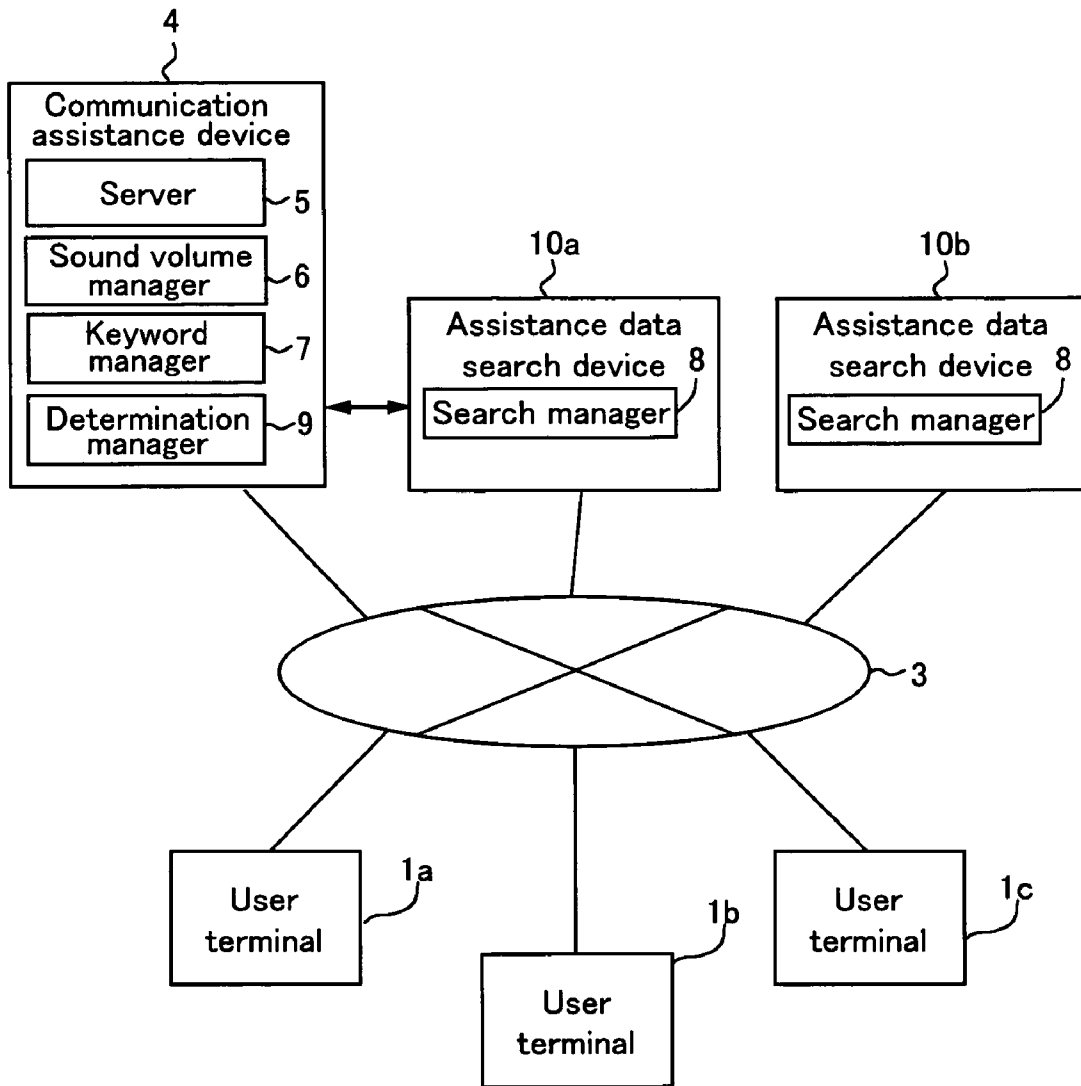 4
Communication
assistance device
Server
5
Sound volume
manager
6
Keyword
manager
7
Determination
manager
9
10a
Assistance data
search device
8
Search manager
10b
Assistance data
search device
8
Search manager
3
1a
User
terminal
1b
User
terminal
1c
User
terminal